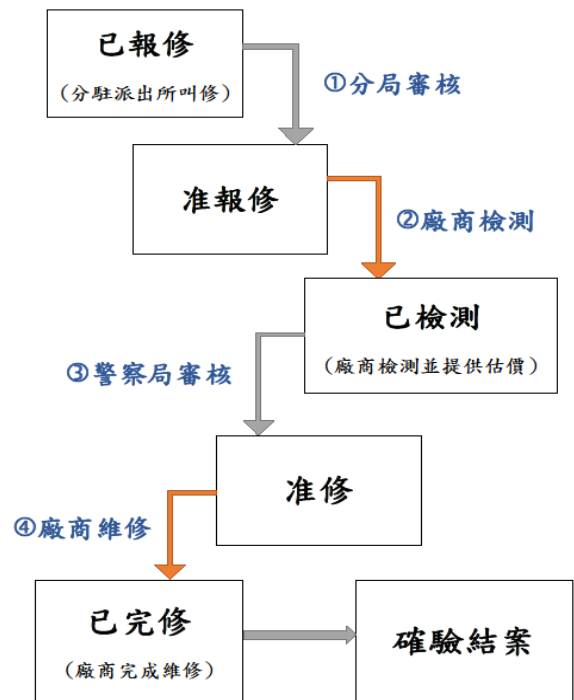 已報修
(分駐派出所叫修)
①分局審核
准報修
②廠商檢測
已檢測
(廠商檢測並提供估價)
③警察局審核
准修
④廠商維修
已完修
(廠商完成維修)
確驗結案